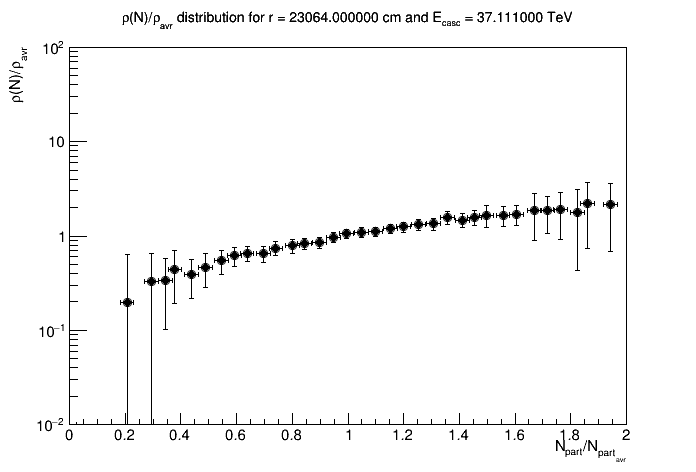 ρ(N)/ρavr distribution for r = 23064.000000 cm and Ecasc = 37.111000 TeV
ρ(N)/ρavr
10²
10
1
10⁻¹
10⁻²
0 0.2 0.4 0.6 0.8 1 1.2 1.4 1.6 1.8 2
Npart/Npartavr